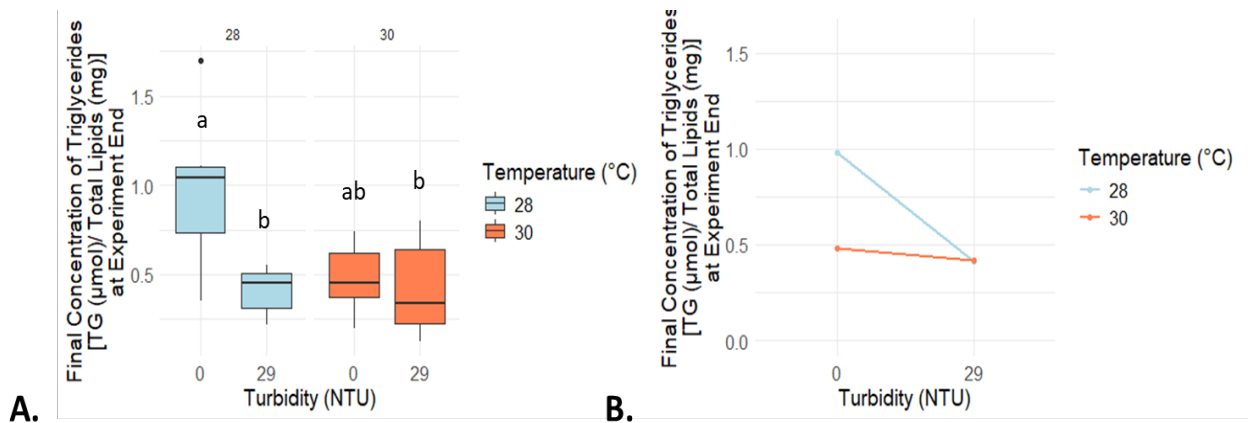 Final Concentration of Triglycerides
[TG (µmol)/ Total Lipids (mg)]
at Experiment End
28
30
1.5
1.0
0.5
a
b
ab
b
0
29
0
29
Turbidity (NTU)
Temperature (°C)
28
30
A.
Final Concentration of Triglycerides
[TG (µmol)/ Total Lipids (mg)]
at Experiment End
1.5
1.0
0.5
0.0
0
29
Turbidity (NTU)
Temperature (°C)
28
30
B.